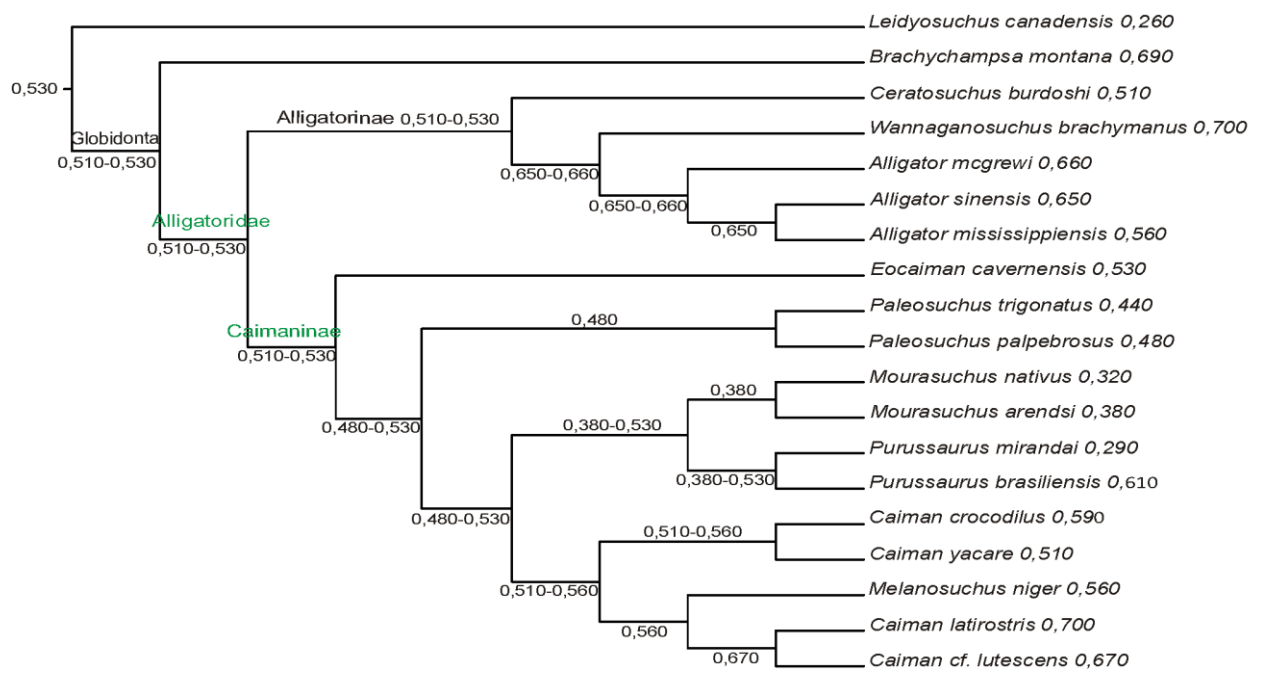 Leidyosuchus canadensis 0,260
Brachychampsa montana 0,690
0,530
Ceratosuchus burdoshi 0,510
Alligatorinae 0,510-0,530
Wannaganosuchus brachymanus 0,700
Globidonta
0,510-0,530
Alligator mcgrewi 0,660
0,650-0,660
Alligator sinensis 0,650
0,650-0,660
Alligatoridae
0,650
Alligator mississippiensis 0,560
0,510-0,530
Eocaiman cavernensis 0,530
Paleosuchus trigonatus 0,440
0,480
Caimaninae
Paleosuchus palpebrosus 0,480
0,510-0,530
Mourasuchus nativus 0,320
0,380
Mourasuchus arendsi 0,380
0,480-0,530
0,380-0,530
Purussaurus mirandai 0,290
0,380-0,530
Purussaurus brasiliensis 0,610
Caiman crocodilus 0,590
0,480-0,530
0,510-0,560
Caiman yacare 0,510
Melanosuchus niger 0,560
0,510-0,560
Caiman latirostris 0,700
0,560
0,670
Caiman cf. lutescens 0,670